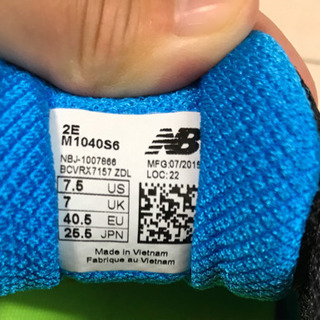 2E
M1040S6
NB
NBJ-1007866
BCVRX7157 ZDL
MFG:07/2015
LOC:22
7.5 US
7 UK
40.5 EU
25.5 JPN
Made in Vietnam
Fabrique au Vietnam